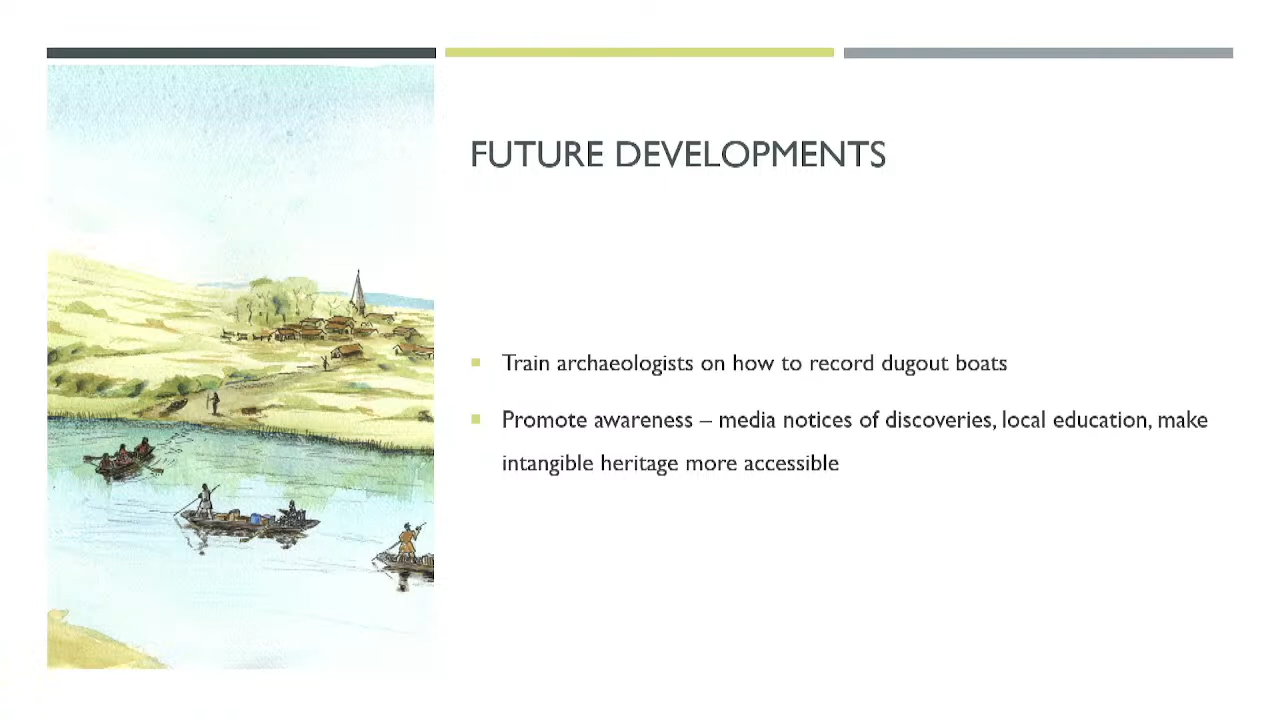 FUTURE DEVELOPMENTS
Train archaeologists on how to record dugout boats
Promote awareness – media notices of discoveries, local education, make
intangible heritage more accessible